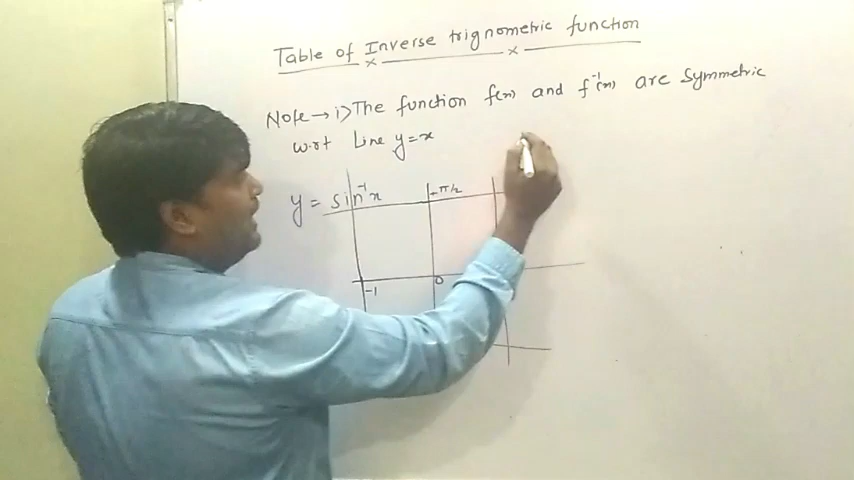 Table of Inverse trignometric function
Note → i) The function f(x) and f⁻¹(x) are symmetric
w.r.t Line y=x
y = sin⁻¹x
π/2
-1
0